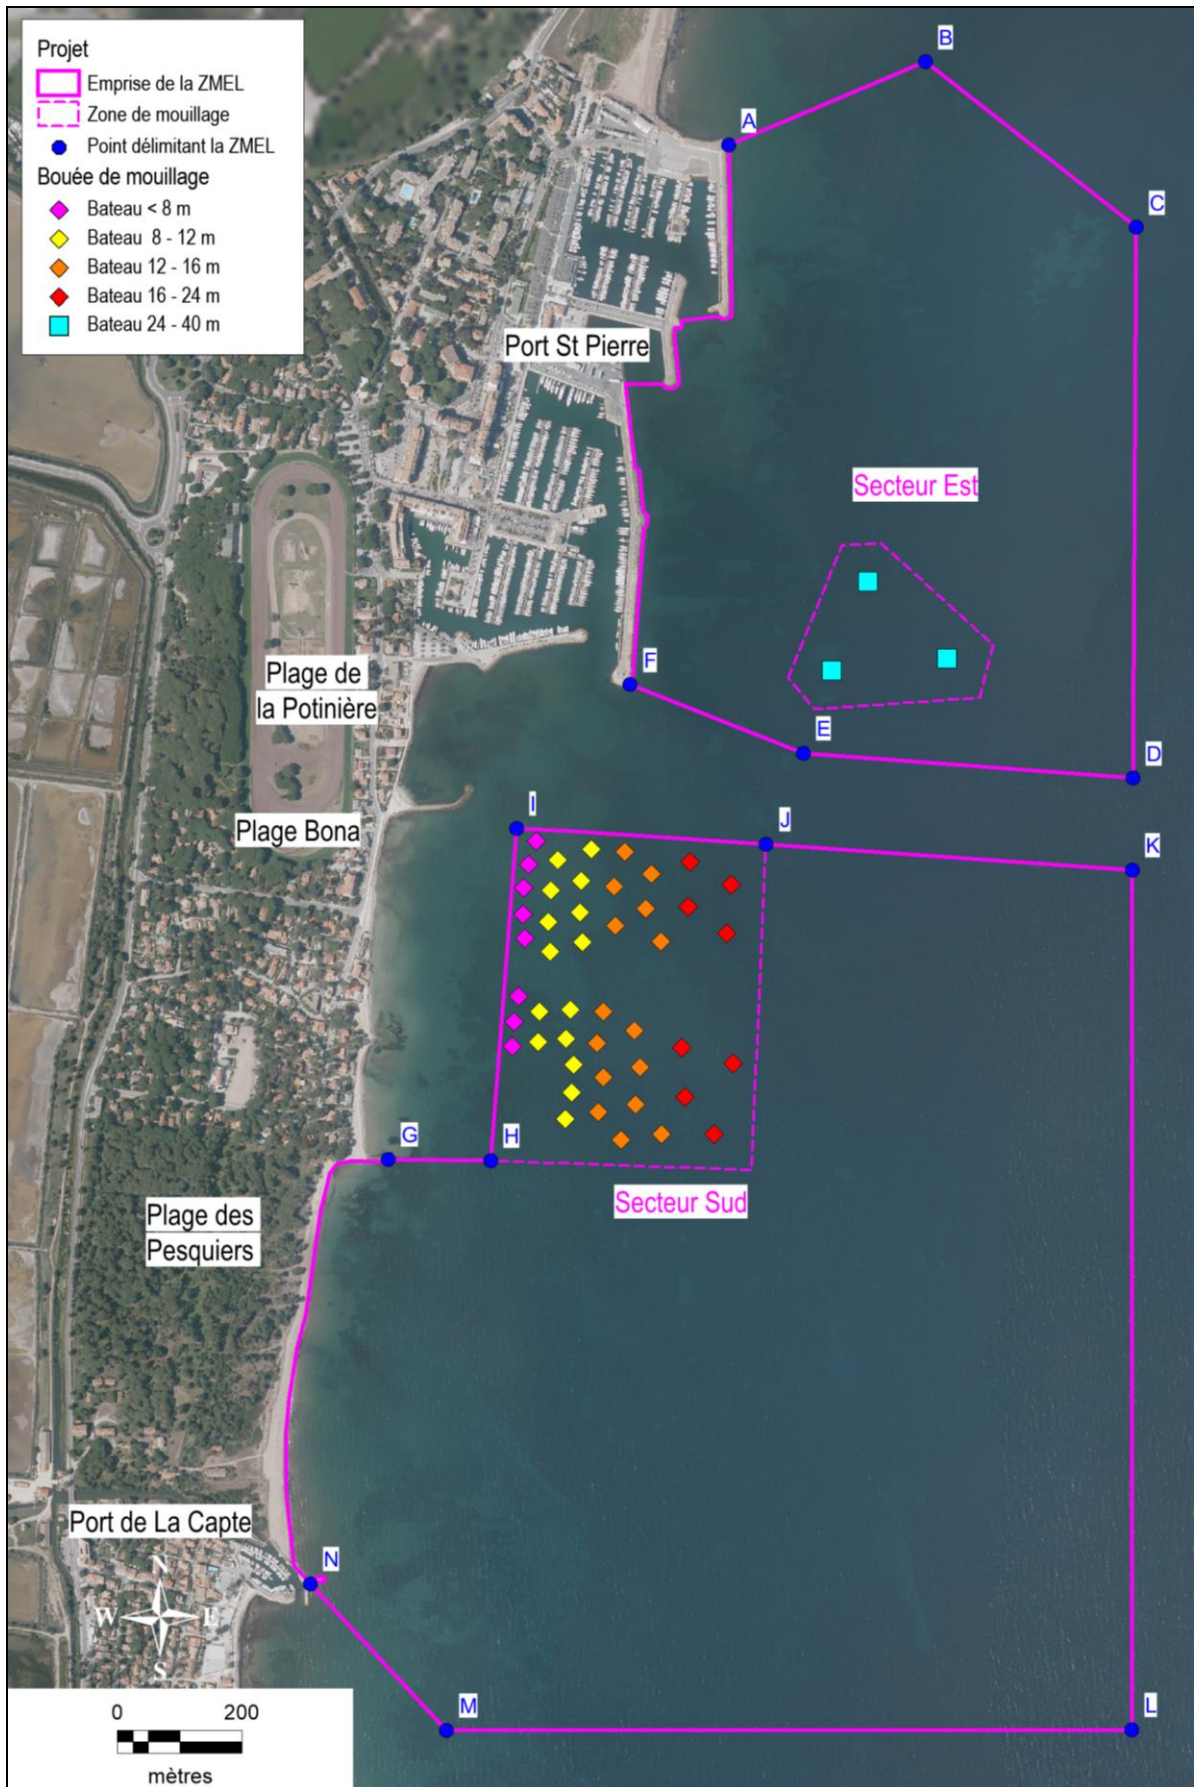 Projet
Emprise de la ZMEL
Zone de mouillage
Point délimitant la ZMEL
Bouée de mouillage
Bateau < 8 m
Bateau 8 - 12 m
Bateau 12 - 16 m
Bateau 16 - 24 m
Bateau 24 - 40 m
B
A
C
Port St Pierre
Secteur Est
F
Plage de
la Potinière
E
D
I
J
Plage Bona
K
G
H
Secteur Sud
Plage des
Pesquiers
Port de La Capte
N
N
W
E
S
M
L
0
200
mètres